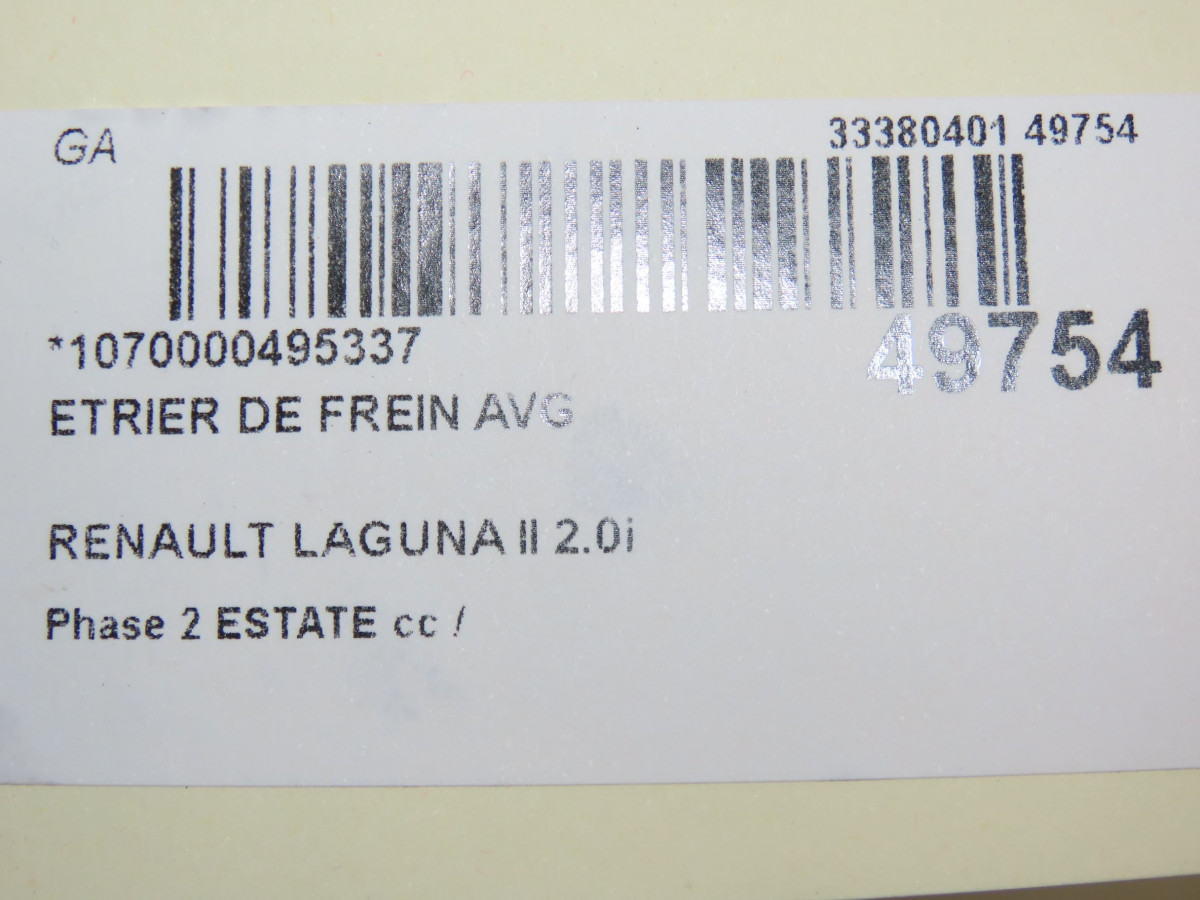 GA
33380401 49754
*1070000495337
49754
ETRIER DE FREIN AVG
RENAULT LAGUNA II 2.0i
Phase 2 ESTATE cc /